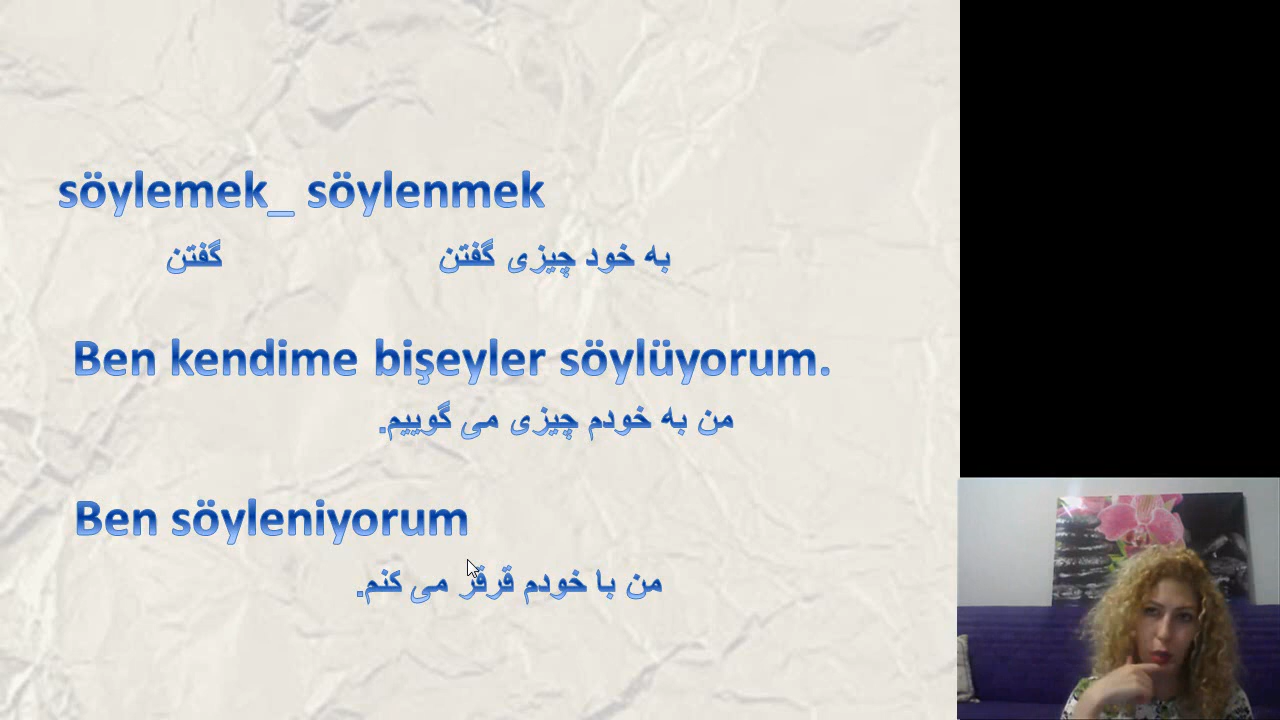 söylemek_ söylenmek
گفتن به خود چیزی گفتن
Ben kendime bişeyler söylüyorum.
من به خودم چیزی می گوییم.
Ben söyleniyorum
من با خودم قرقر می کنم.